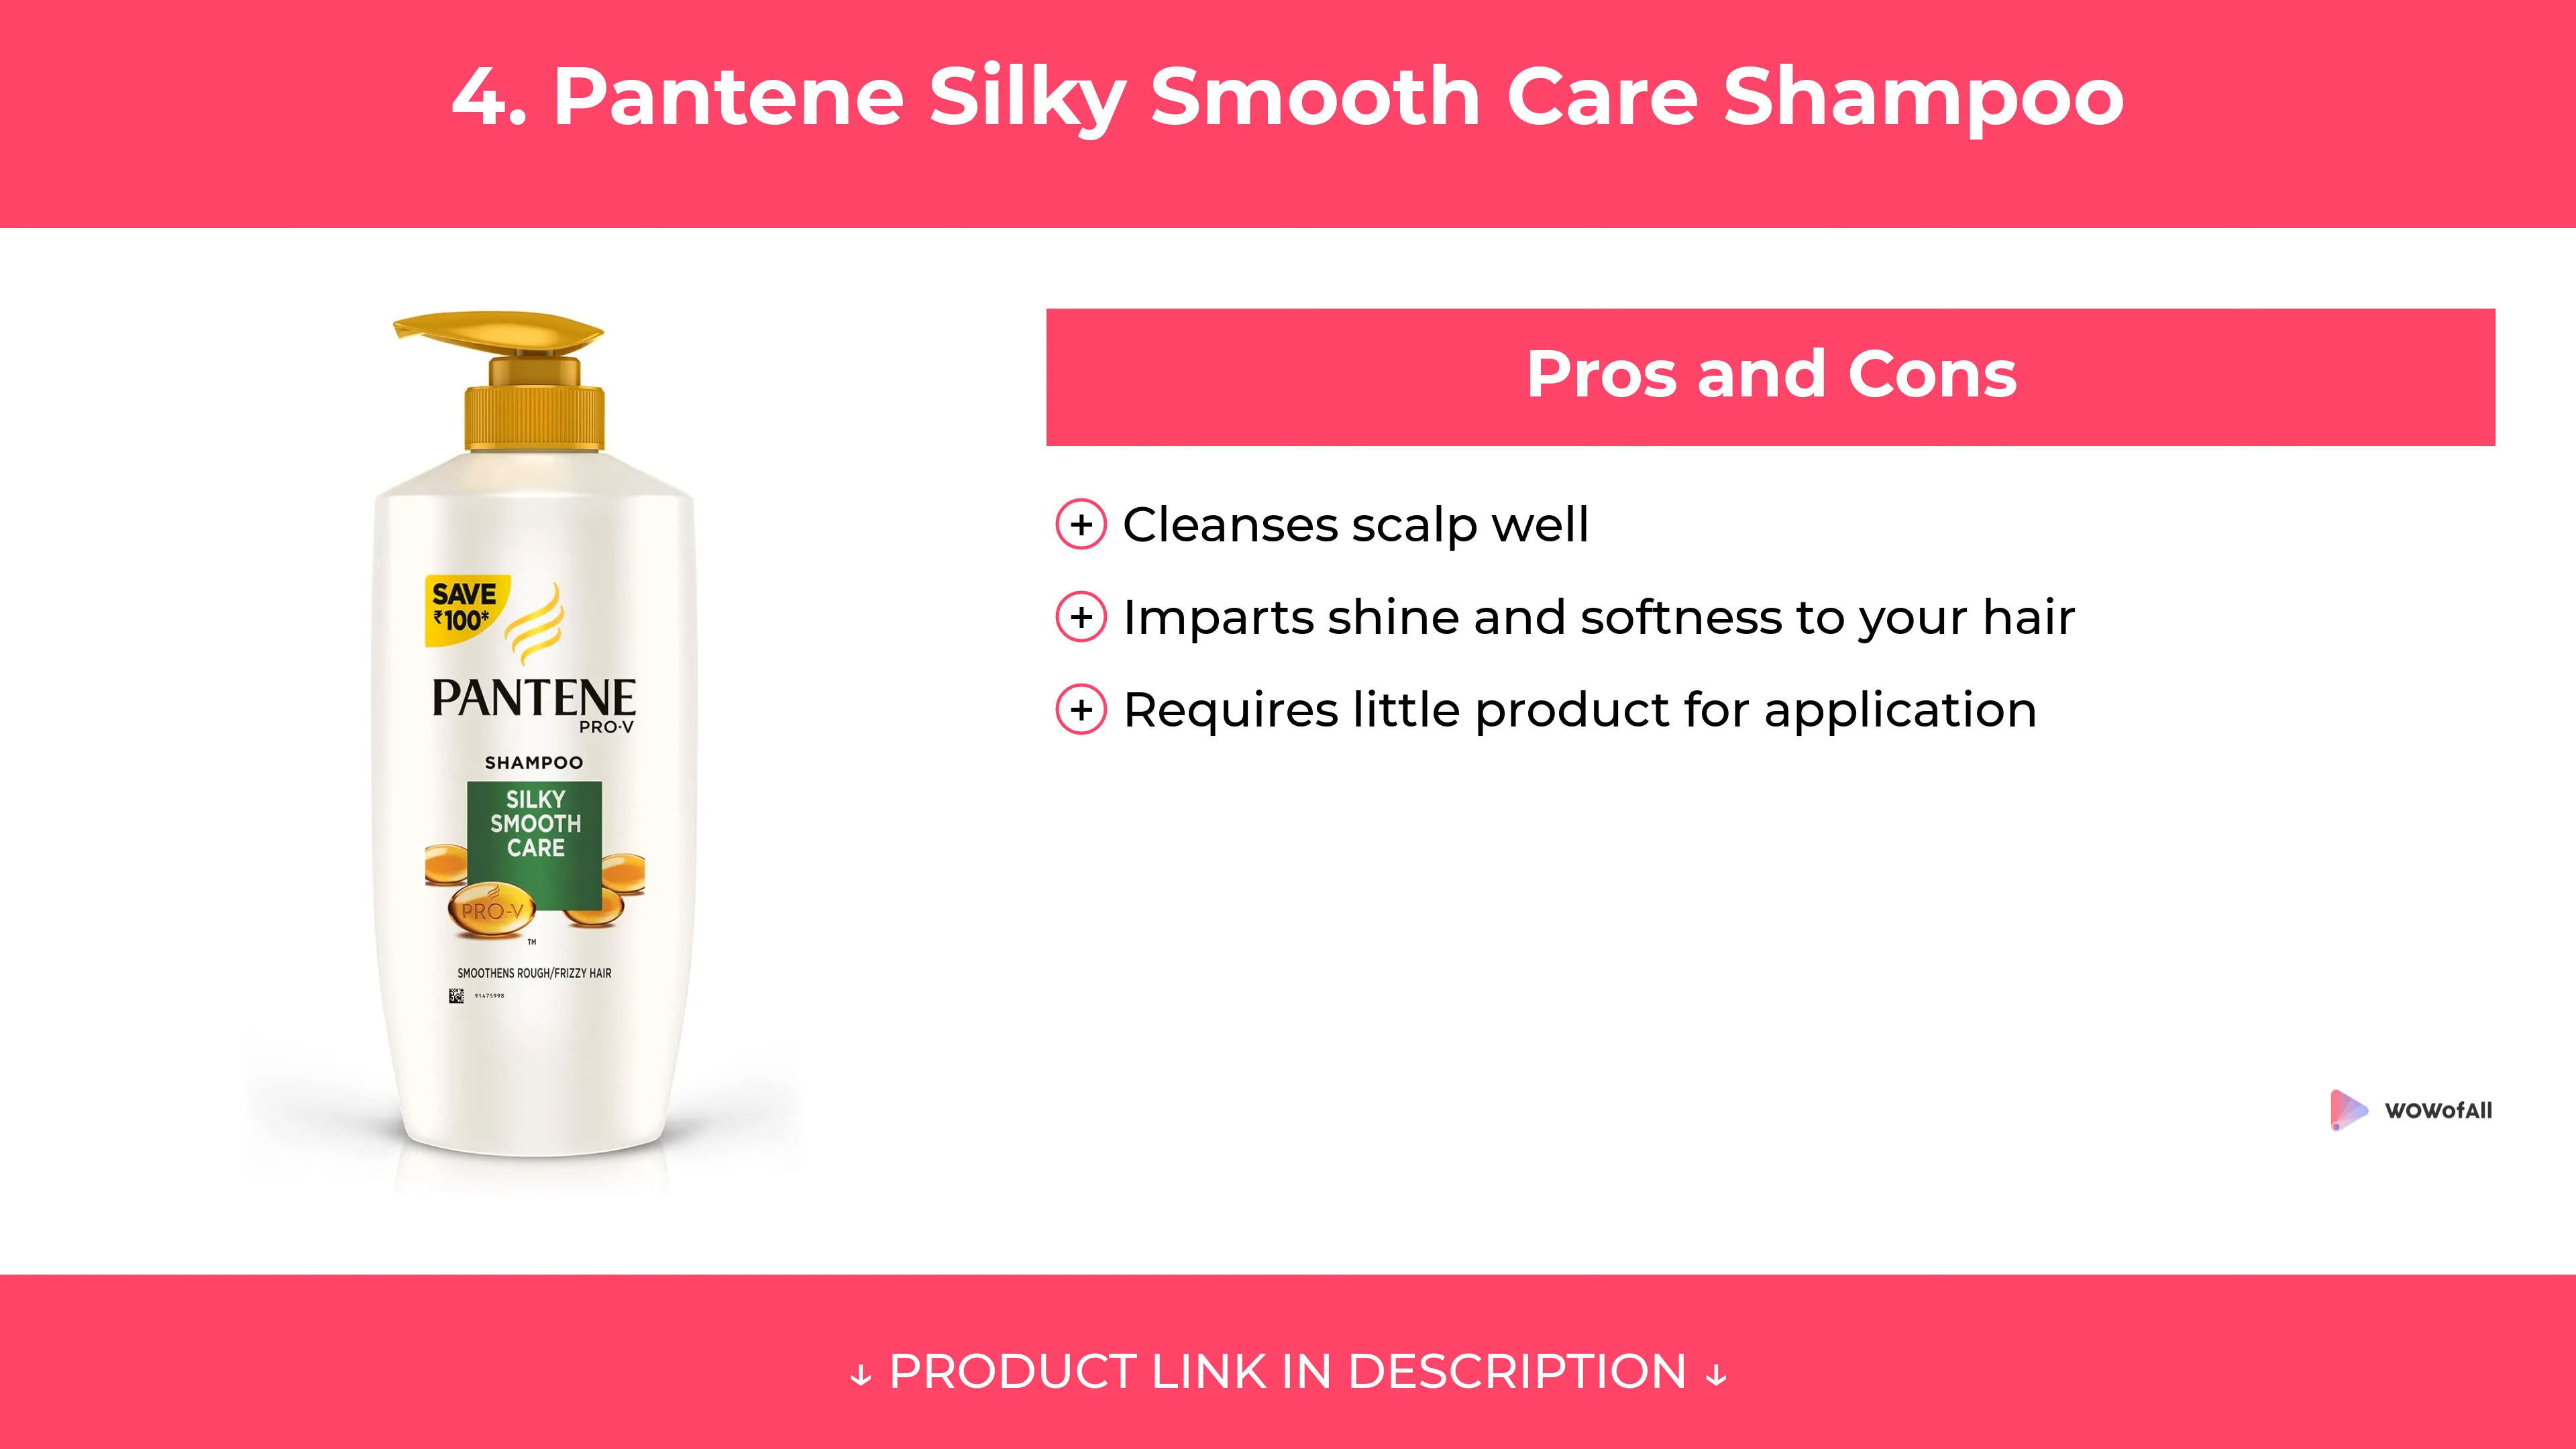 4. Pantene Silky Smooth Care Shampoo
SAVE
₹100*
PANTENE
PRO-V
SHAMPOO
SILKY
SMOOTH
CARE
PRO-V
TM
SMOOTHENS ROUGH/FRIZZY HAIR
91475998
Pros and Cons
+ Cleanses scalp well
+ Imparts shine and softness to your hair
+ Requires little product for application
WOWofAll
↓ PRODUCT LINK IN DESCRIPTION ↓